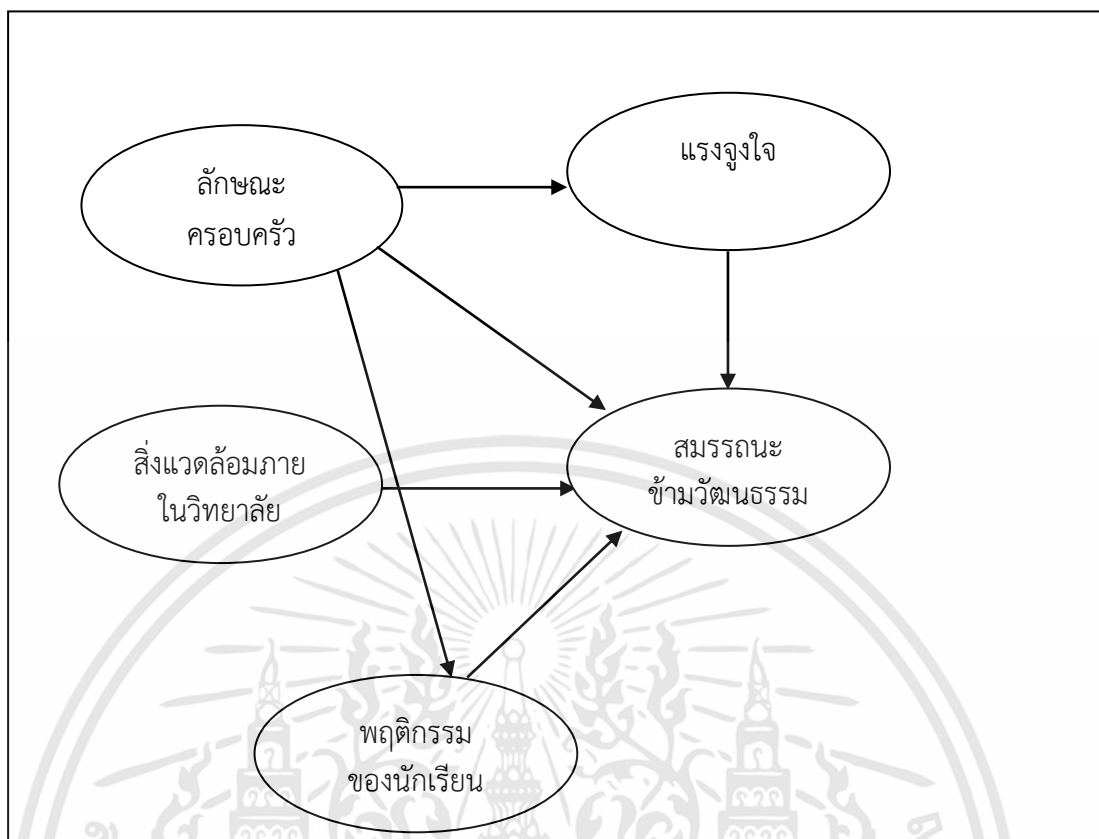 แรงจูงใจ
ลักษณะ
ครอบครัว
สิ่งแวดล้อมภาย
ในวิทยาลัย
สมรรถนะ
ข้ามวัฒนธรรม
พฤติกรรม
ของนักเรียน